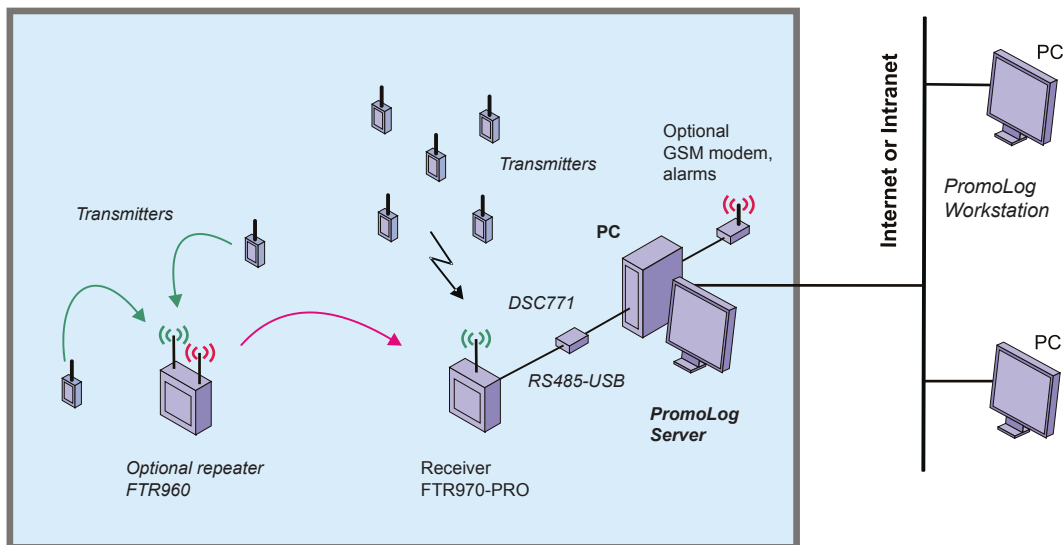 Transmitters
Transmitters
Optional
GSM modem,
alarms
PC
DSC771
RS485-USB
PromoLog
Server
Optional repeater
FTR960
Receiver
FTR970-PRO
Internet or Intranet
PC
PromoLog
Workstation
PC